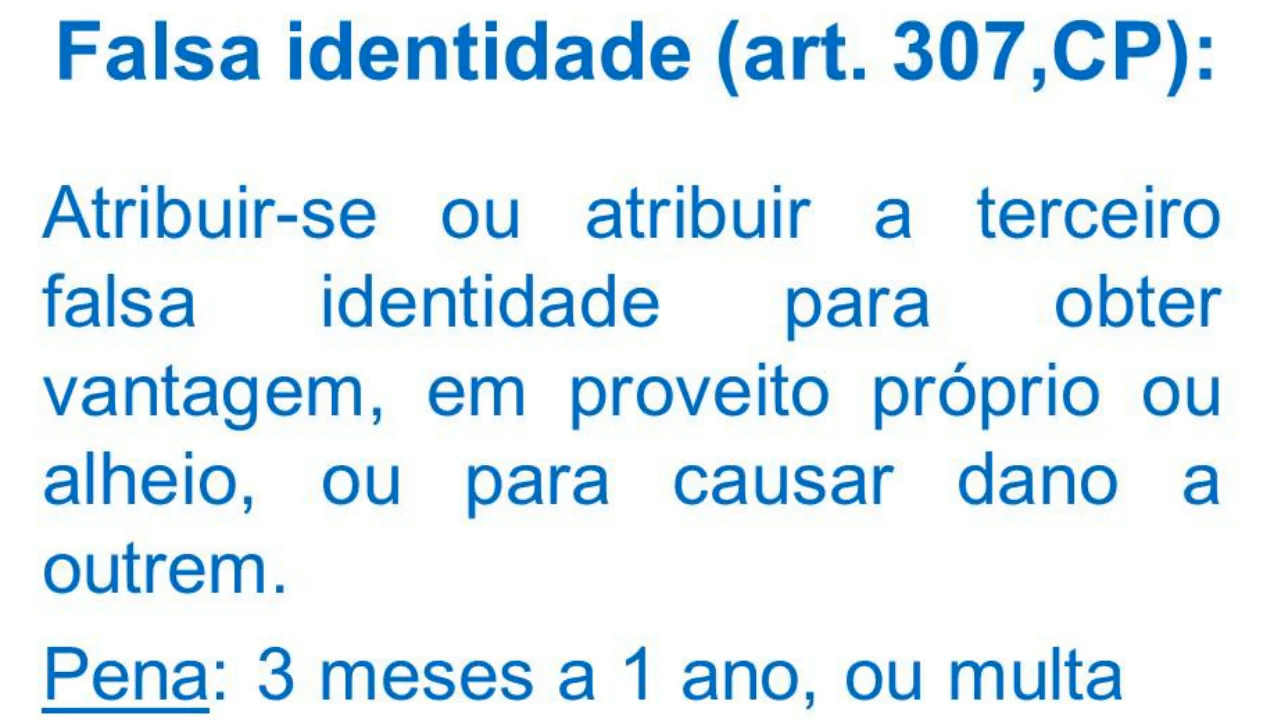 Falsa identidade (art. 307,CP):
Atribuir-se ou atribuir a terceiro
falsa identidade para obter
vantagem, em proveito próprio ou
alheio, ou para causar dano a
outrem.
Pena: 3 meses a 1 ano, ou multa